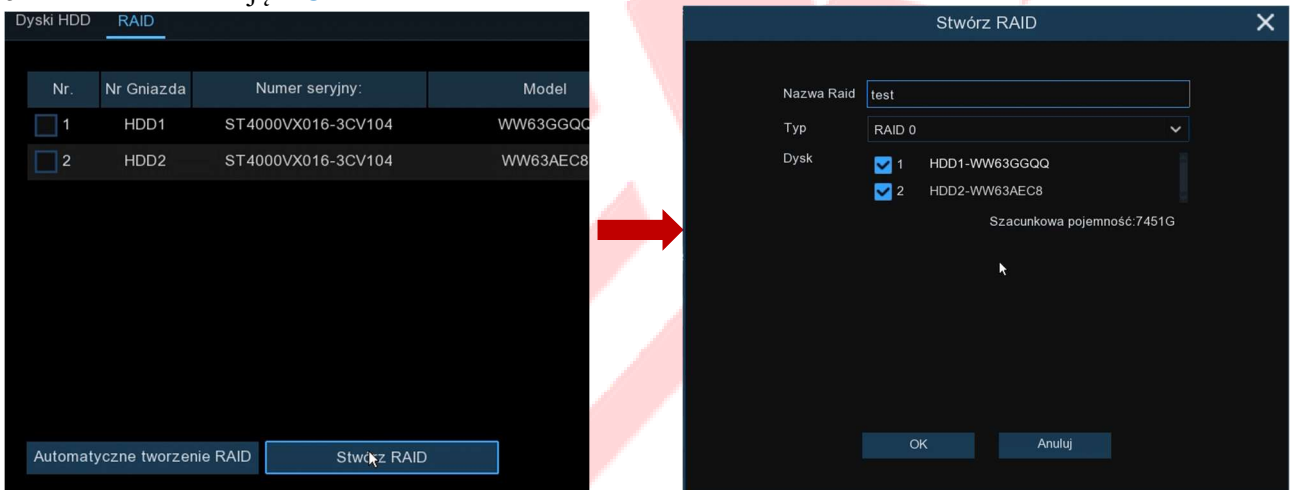 Dyski HDD RAID
Nr. Nr Gniazda Numer seryjny: Model
1 HDD1 ST4000VX016-3CV104 WW63GGQQ
2 HDD2 ST4000VX016-3CV104 WW63AEC8
Automatyczne tworzenie RAID Stwórz RAID
Stwórz RAID
Nazwa Raid test
Typ RAID 0
Dysk 1 HDD1-WW63GGQQ
2 HDD2-WW63AEC8
Szacunkowa pojemność:7451G
OK Anuluj